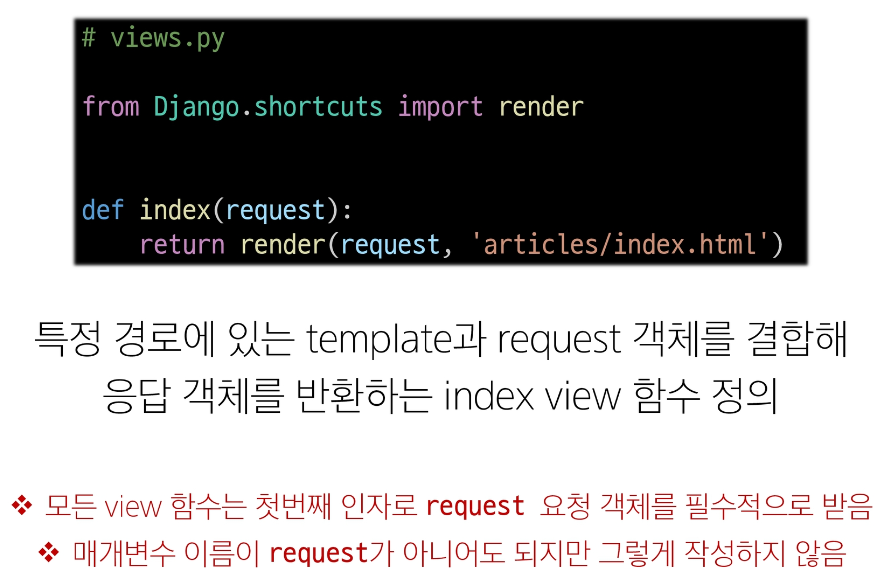 # views.py
from Django.shortcuts import render
def index(request):
    return render(request, 'articles/index.html')
특정 경로에 있는 template과 request 객체를 결합해
응답 객체를 반환하는 index view 함수 정의
❖ 모든 view 함수는 첫번째 인자로 request 요청 객체를 필수적으로 받음
❖ 매개변수 이름이 request가 아니어도 되지만 그렇게 작성하지 않음